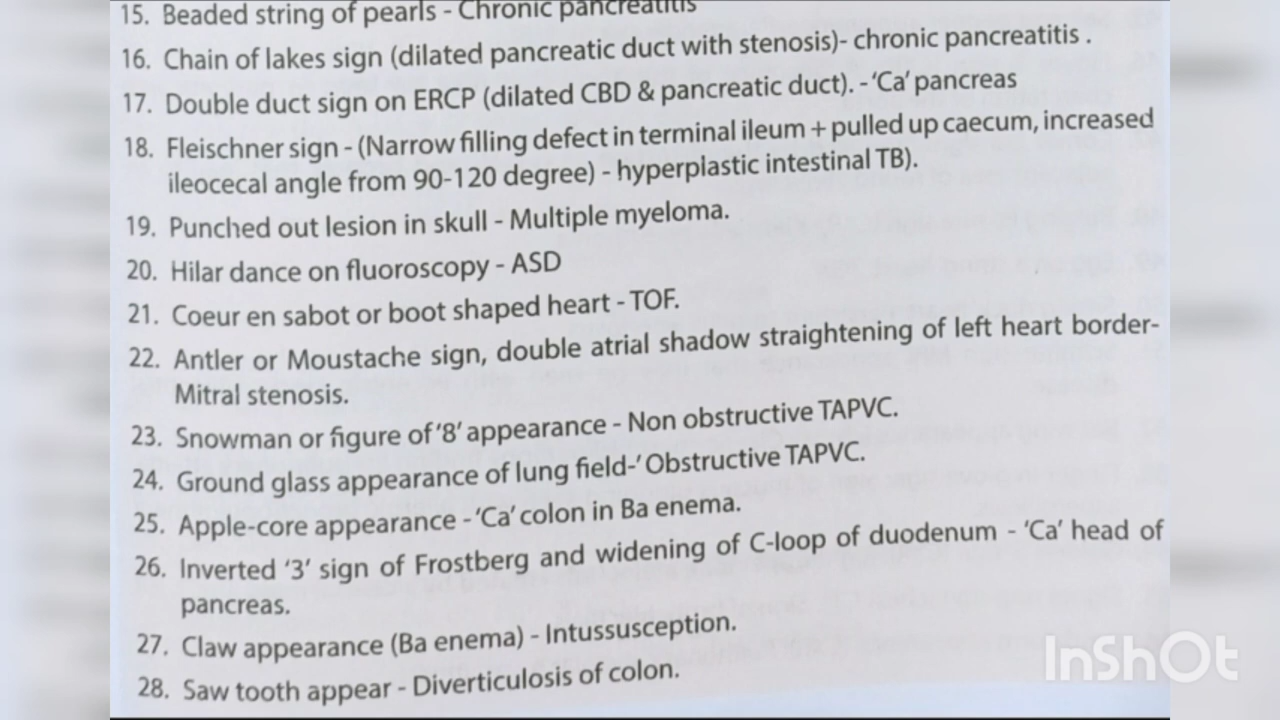 15. Beaded string of pearls - Chronic pancreatitis
16. Chain of lakes sign (dilated pancreatic duct with stenosis)- chronic pancreatitis .
17. Double duct sign on ERCP (dilated CBD & pancreatic duct). - 'Ca' pancreas
18. Fleischner sign - (Narrow filling defect in terminal ileum + pulled up caecum, increased
ileocecal angle from 90-120 degree) - hyperplastic intestinal TB).
19. Punched out lesion in skull - Multiple myeloma.
20. Hilar dance on fluoroscopy - ASD
21. Coeur en sabot or boot shaped heart - TOF.
22. Antler or Moustache sign, double atrial shadow straightening of left heart border-
Mitral stenosis.
23. Snowman or figure of '8' appearance - Non obstructive TAPVC.
24. Ground glass appearance of lung field-' Obstructive TAPVC.
25. Apple-core appearance - 'Ca' colon in Ba enema.
26. Inverted '3' sign of Frostberg and widening of C-loop of duodenum - 'Ca' head of
pancreas.
27. Claw appearance (Ba enema) - Intussusception.
28. Saw tooth appear - Diverticulosis of colon.
InShOt